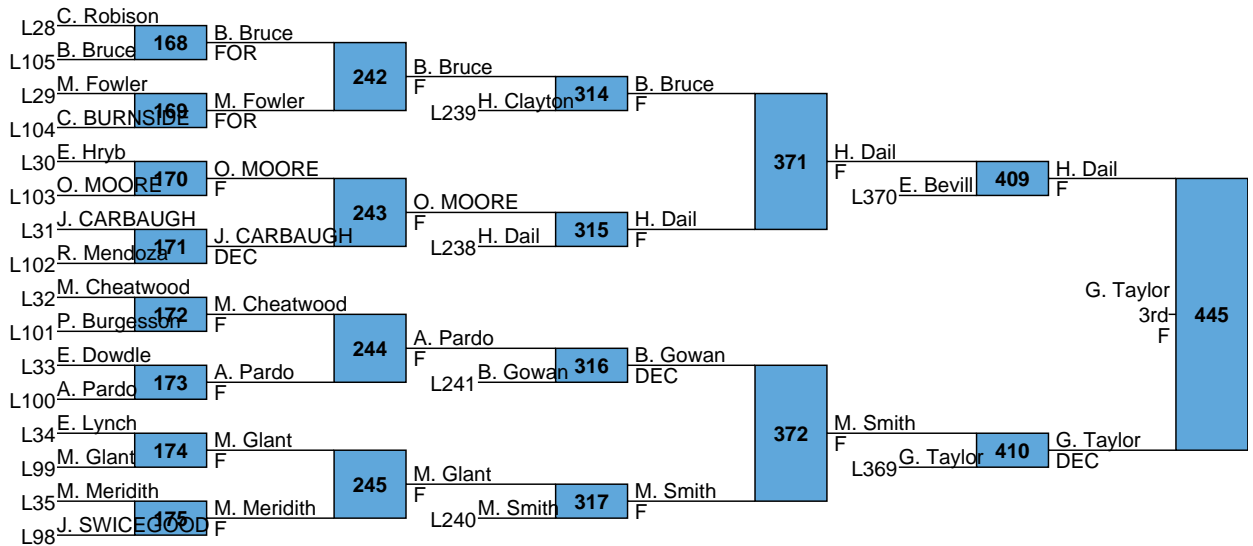 C. Robison
L28
168
B. Bruce
FOR
B. Bruce
L105
242
B. Bruce
F
M. Fowler
L29
169
M. Fowler
FOR
C. BURNSIDE
L104
L239
H. Clayton
314
B. Bruce
F
371
H. Dail
F
E. Hryb
L30
170
O. MOORE
F
O. MOORE
L103
243
O. MOORE
F
J. CARBAUGH
L31
171
J. CARBAUGH
DEC
R. Mendoza
L102
L238
H. Dail
315
H. Dail
F
L370
E. Bevill
409
H. Dail
F
M. Cheatwood
L32
172
M. Cheatwood
F
P. Burgesson
L101
244
A. Pardo
F
E. Dowdle
L33
173
A. Pardo
F
A. Pardo
L100
L241
B. Gowan
316
B. Gowan
DEC
372
M. Smith
F
E. Lynch
L34
174
M. Glant
F
M. Glant
L99
245
M. Glant
F
M. Meridith
L35
175
M. Meridith
F
J. SWICEGOOD
L98
L240
M. Smith
317
M. Smith
F
L369
G. Taylor
410
G. Taylor
DEC
G. Taylor
3rd
F
445